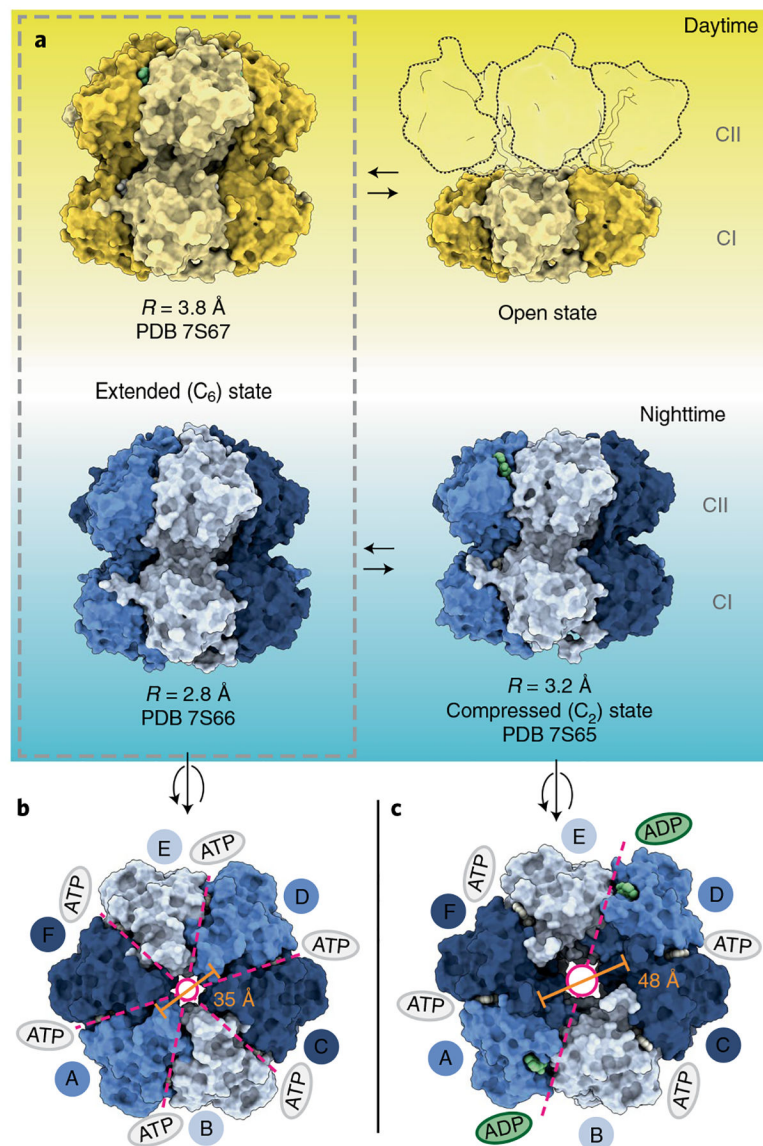 a
Daytime
CII
CI
R = 3.8 Å
PDB 7S67
Open state
Extended (C₆) state
Nighttime
CII
CI
R = 2.8 Å
PDB 7S66
R = 3.2 Å
Compressed (C₂) state
PDB 7S65
b
E
ATP
ATP
D
F
ATP
35 Å
ATP
C
A
ATP
ATP
B
c
E
ADP
ATP
D
F
ATP
48 Å
ATP
C
A
ATP
ADP
B